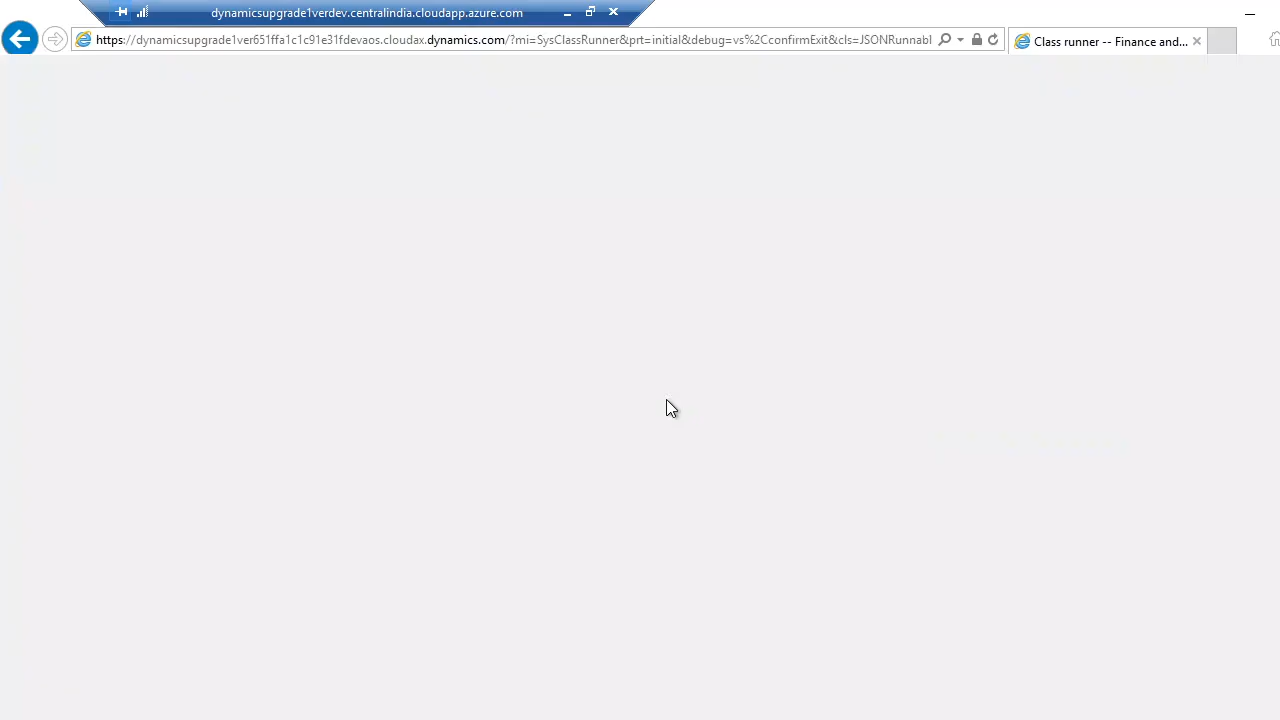 dynamicsupgrade1verdev.centralindia.cloudapp.azure.com
https://dynamicsupgrade1ver651ffa1c1c91e31fdevaos.cloudax.dynamics.com/?mi=SysClassRunner&prt=initial&debug=vs%2CconfirmExit&cls=JSONRunnabl
Class runner -- Finance and...